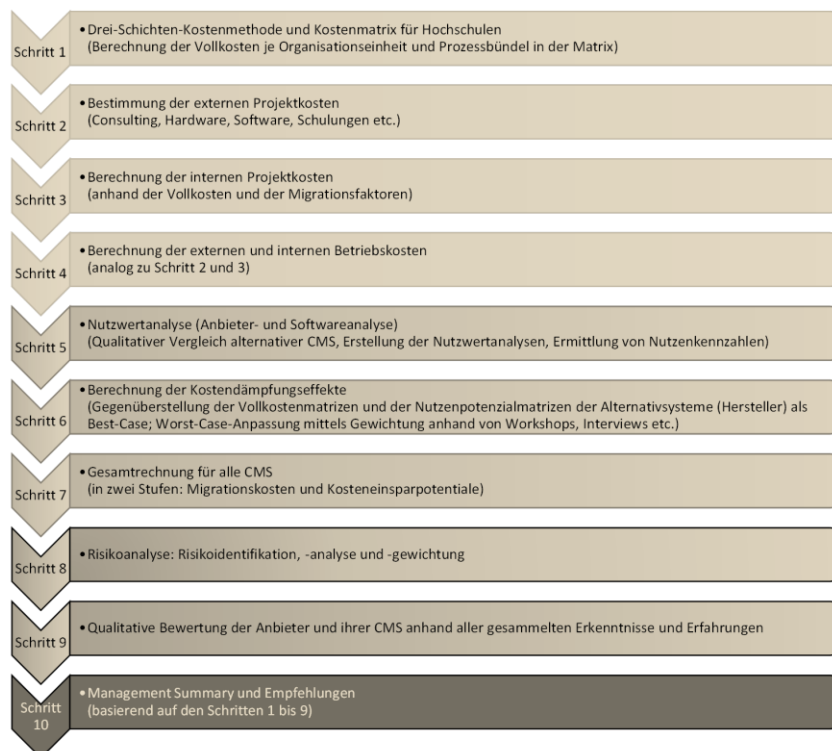 Schritt 1
•Drei-Schichten-Kostenmethode und Kostenmatrix für Hochschulen
(Berechnung der Vollkosten je Organisationseinheit und Prozessbündel in der Matrix)
Schritt 2
•Bestimmung der externen Projektkosten
(Consulting, Hardware, Software, Schulungen etc.)
Schritt 3
•Berechnung der internen Projektkosten
(anhand der Vollkosten und der Migrationsfaktoren)
Schritt 4
•Berechnung der externen und internen Betriebskosten
(analog zu Schritt 2 und 3)
Schritt 5
•Nutzwertanalyse (Anbieter- und Softwareanalyse)
(Qualitativer Vergleich alternativer CMS, Erstellung der Nutzwertanalysen, Ermittlung von Nutzenkennzahlen)
Schritt 6
•Berechnung der Kostendämpfungseffekte
(Gegenüberstellung der Vollkostenmatrizen und der Nutzenpotenzialmatrizen der Alternativsysteme (Hersteller) als
Best-Case; Worst-Case-Anpassung mittels Gewichtung anhand von Workshops, Interviews etc.)
Schritt 7
•Gesamtrechnung für alle CMS
(in zwei Stufen: Migrationskosten und Kosteneinsparpotentiale)
Schritt 8
•Risikoanalyse: Risikoidentifikation, -analyse und -gewichtung
Schritt 9
•Qualitative Bewertung der Anbieter und ihrer CMS anhand aller gesammelten Erkenntnisse und Erfahrungen
Schritt
10
•Management Summary und Empfehlungen
(basierend auf den Schritten 1 bis 9)